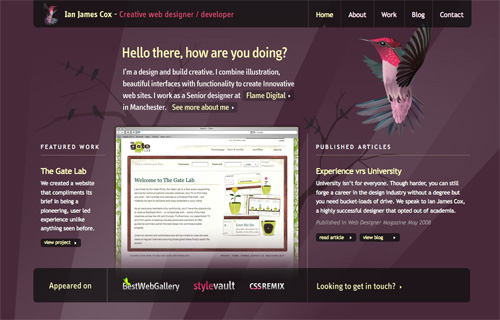 Ian James Cox - Creative web designer / developer
Home About Work Blog Contact
Hello there, how are you doing?
I'm a design and build creative. I combine illustration,
beautiful interfaces with functionality to create Innovative
web sites. I work as a Senior designer at Flame Digital
in Manchester. See more about me
FEATURED WORK
The Gate Lab
We created a website
that compliments its
brief in being a
pioneering, user led
experience unlike
anything seen before.
view project
the gate
Welcome to The Gate Lab
PUBLISHED ARTICLES
Experience vrs University
University isn't for everyone. Though harder, you can still
forge a career in the design industry without a degree but
you need bucket-loads of drive. We speak to Ian James Cox,
a highly successful designer that opted out of academia.
Published in Web Designer Magazine May 2008
read article view blog
Appeared on
BestWebGallery
stylevault
CSSREMIX
Looking to get in touch?